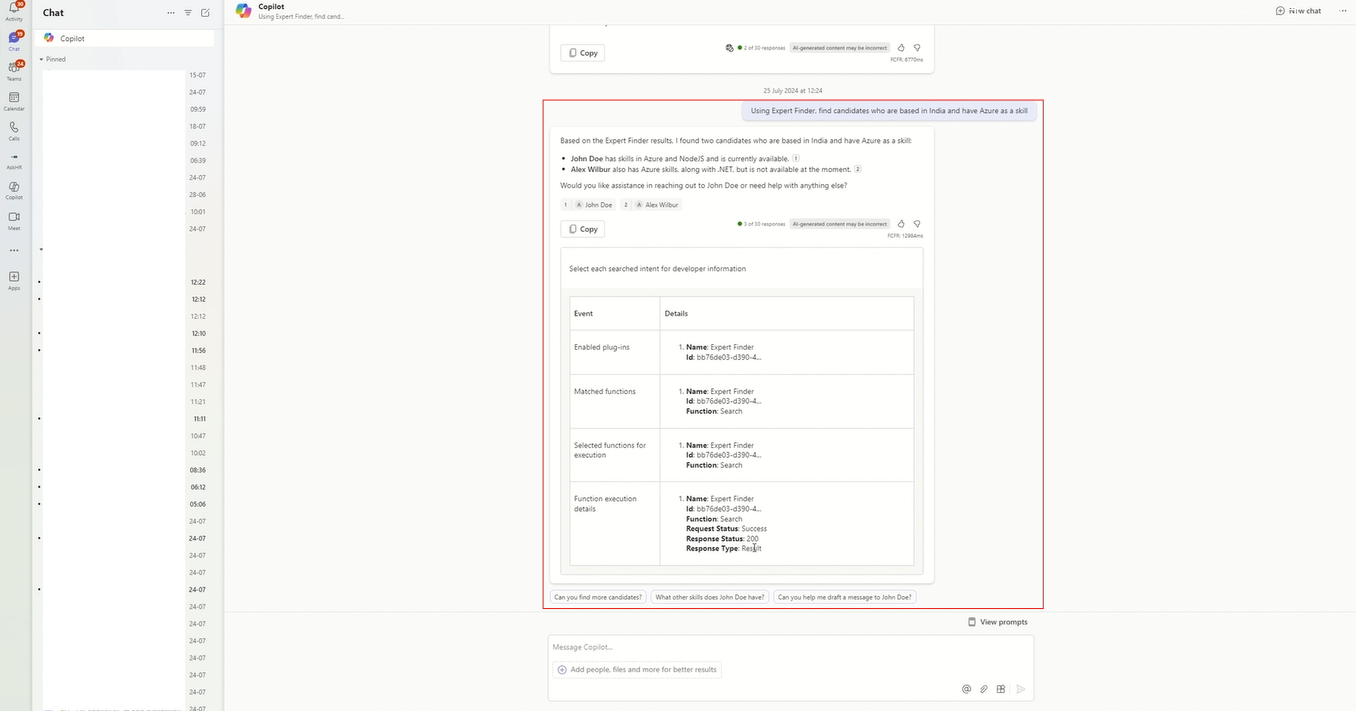 30
Activity
Chat
Copilot
Using Expert Finder, find cand...
New chat
19
Chat
Copilot
24
Teams
Pinned
Calendar
Calls
AskHR
Copilot
Meet
Apps
15-07
24-07
09:59
18-07
09:12
06:39
24-07
28-06
10:01
24-07
12:22
12:12
12:12
12:10
11:56
11:48
11:47
11:21
11:11
10:47
10:02
08:36
06:12
05:06
24-07
24-07
24-07
24-07
24-07
24-07
24-07
24-07
24-07
24-07
24-07
24-07
Copy
2 of 30 responses
AI-generated content may be incorrect
FCFR: 6770ms
25 July 2024 at 12:24
Using Expert Finder, find candidates who are based in India and have Azure as a skill
Based on the Expert Finder results, I found two candidates who are based in India and have Azure as a skill:
John Doe has skills in Azure and NodeJS and is currently available. 1
Alex Wilbur also has Azure skills, along with .NET, but is not available at the moment. 2
Would you like assistance in reaching out to John Doe or need help with anything else?
1 John Doe 2 Alex Wilbur
Copy
3 of 30 responses
AI-generated content may be incorrect
FCFR: 12984ms
Select each searched intent for developer information
Event Details
Enabled plug-ins
1. Name: Expert Finder
Id: bb76de03-d390-4...
Matched functions
1. Name: Expert Finder
Id: bb76de03-d390-4...
Function: Search
Selected functions for
execution
1. Name: Expert Finder
Id: bb76de03-d390-4...
Function: Search
Function execution
details
1. Name: Expert Finder
Id: bb76de03-d390-4...
Function: Search
Request Status: Success
Response Status: 200
Response Type: Result
Can you find more candidates?
What other skills does John Doe have?
Can you help me draft a message to John Doe?
View prompts
Message Copilot...
Add people, files and more for better results